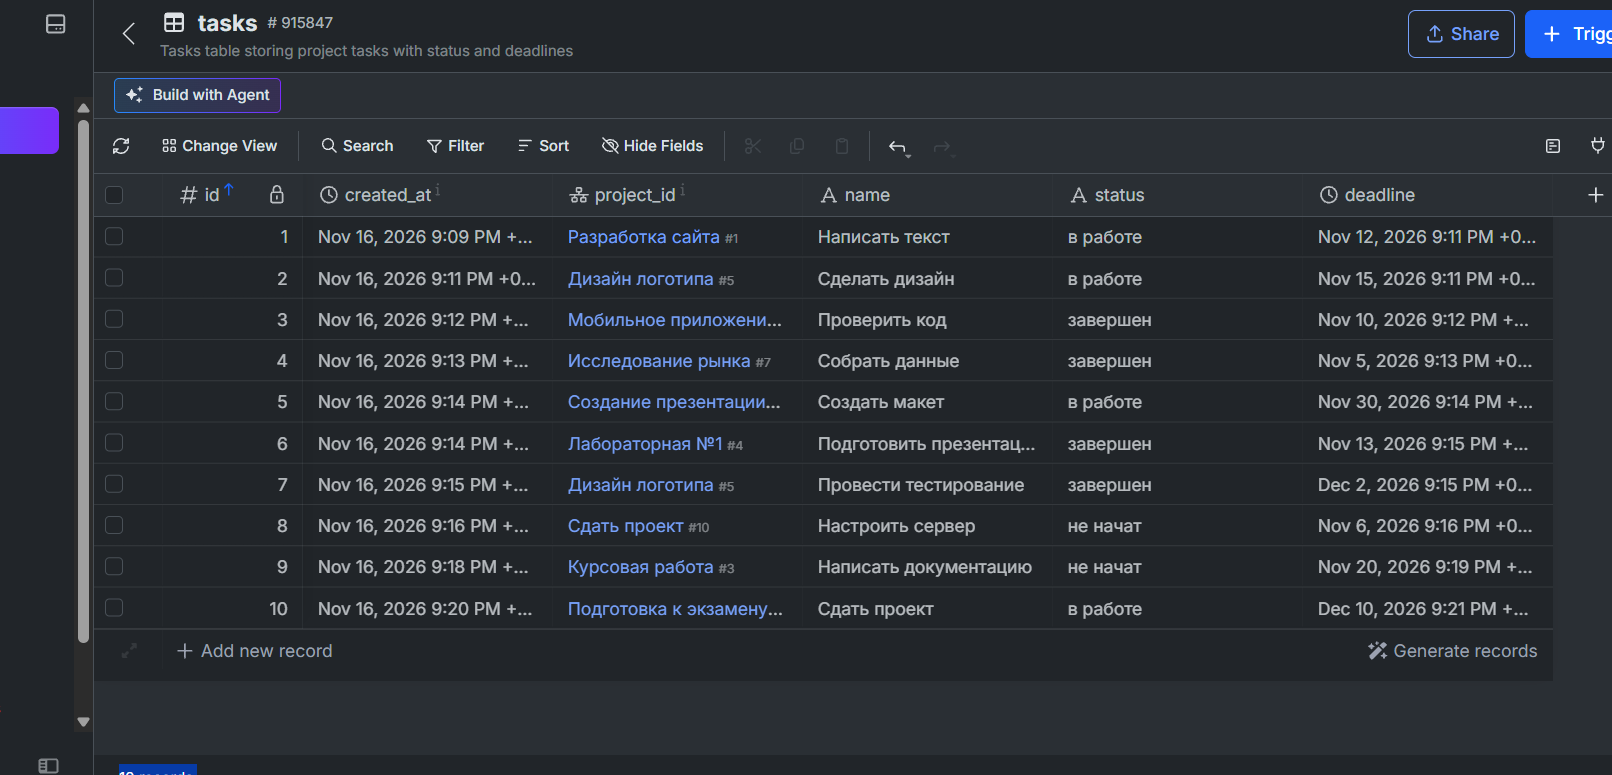 tasks # 915847
Tasks table storing project tasks with status and deadlines
Share
Trigg
Build with Agent
Change View Search Filter Sort Hide Fields
# id created_at project_id name status deadline
1 Nov 16, 2026 9:09 PM +... Разработка сайта #1 Написать текст в работе Nov 12, 2026 9:11 PM +0...
2 Nov 16, 2026 9:11 PM +0... Дизайн логотипа #5 Сделать дизайн в работе Nov 15, 2026 9:11 PM +0...
3 Nov 16, 2026 9:12 PM +... Мобильное приложени... Проверить код завершен Nov 10, 2026 9:12 PM +...
4 Nov 16, 2026 9:13 PM +... Исследование рынка #7 Собрать данные завершен Nov 5, 2026 9:13 PM +0...
5 Nov 16, 2026 9:14 PM +... Создание презентации... Создать макет в работе Nov 30, 2026 9:14 PM +...
6 Nov 16, 2026 9:14 PM +... Лабораторная №1 #4 Подготовить презентац... завершен Nov 13, 2026 9:15 PM +...
7 Nov 16, 2026 9:15 PM +... Дизайн логотипа #5 Провести тестирование завершен Dec 2, 2026 9:15 PM +0...
8 Nov 16, 2026 9:16 PM +... Сдать проект #10 Настроить сервер не начат Nov 6, 2026 9:16 PM +0...
9 Nov 16, 2026 9:18 PM +... Курсовая работа #3 Написать документацию не начат Nov 20, 2026 9:19 PM +...
10 Nov 16, 2026 9:20 PM +... Подготовка к экзамену... Сдать проект в работе Dec 10, 2026 9:21 PM +...
Add new record Generate records